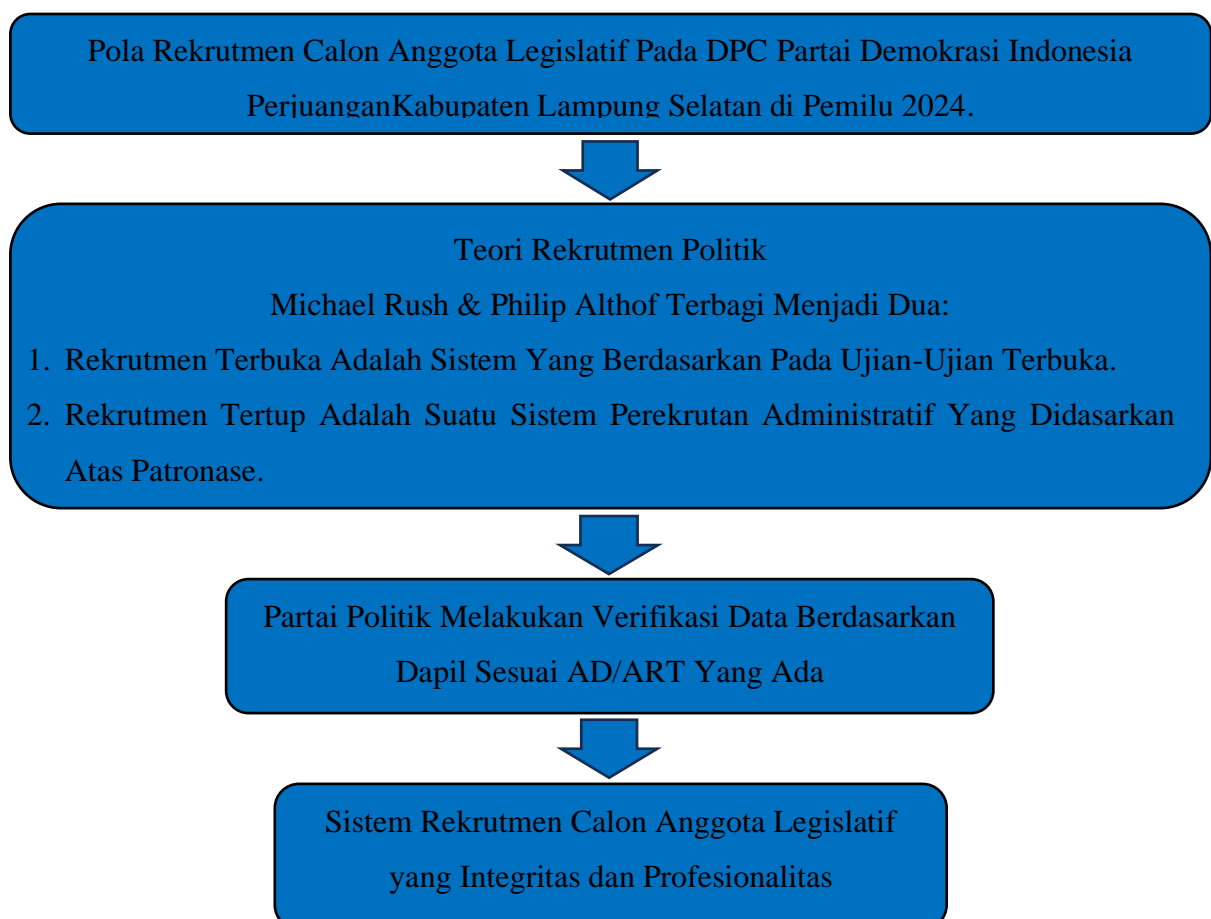 Pola Rekrutmen Calon Anggota Legislatif Pada DPC Partai Demokrasi Indonesia
PerjuanganKabupaten Lampung Selatan di Pemilu 2024.
Teori Rekrutmen Politik
Michael Rush & Philip Althof Terbagi Menjadi Dua:
1. Rekrutmen Terbuka Adalah Sistem Yang Berdasarkan Pada Ujian-Ujian Terbuka.
2. Rekrutmen Tertup Adalah Suatu Sistem Perekrutan Administratif Yang Didasarkan
Atas Patronase.
Partai Politik Melakukan Verifikasi Data Berdasarkan
Dapil Sesuai AD/ART Yang Ada
Sistem Rekrutmen Calon Anggota Legislatif
yang Integritas dan Profesionalitas